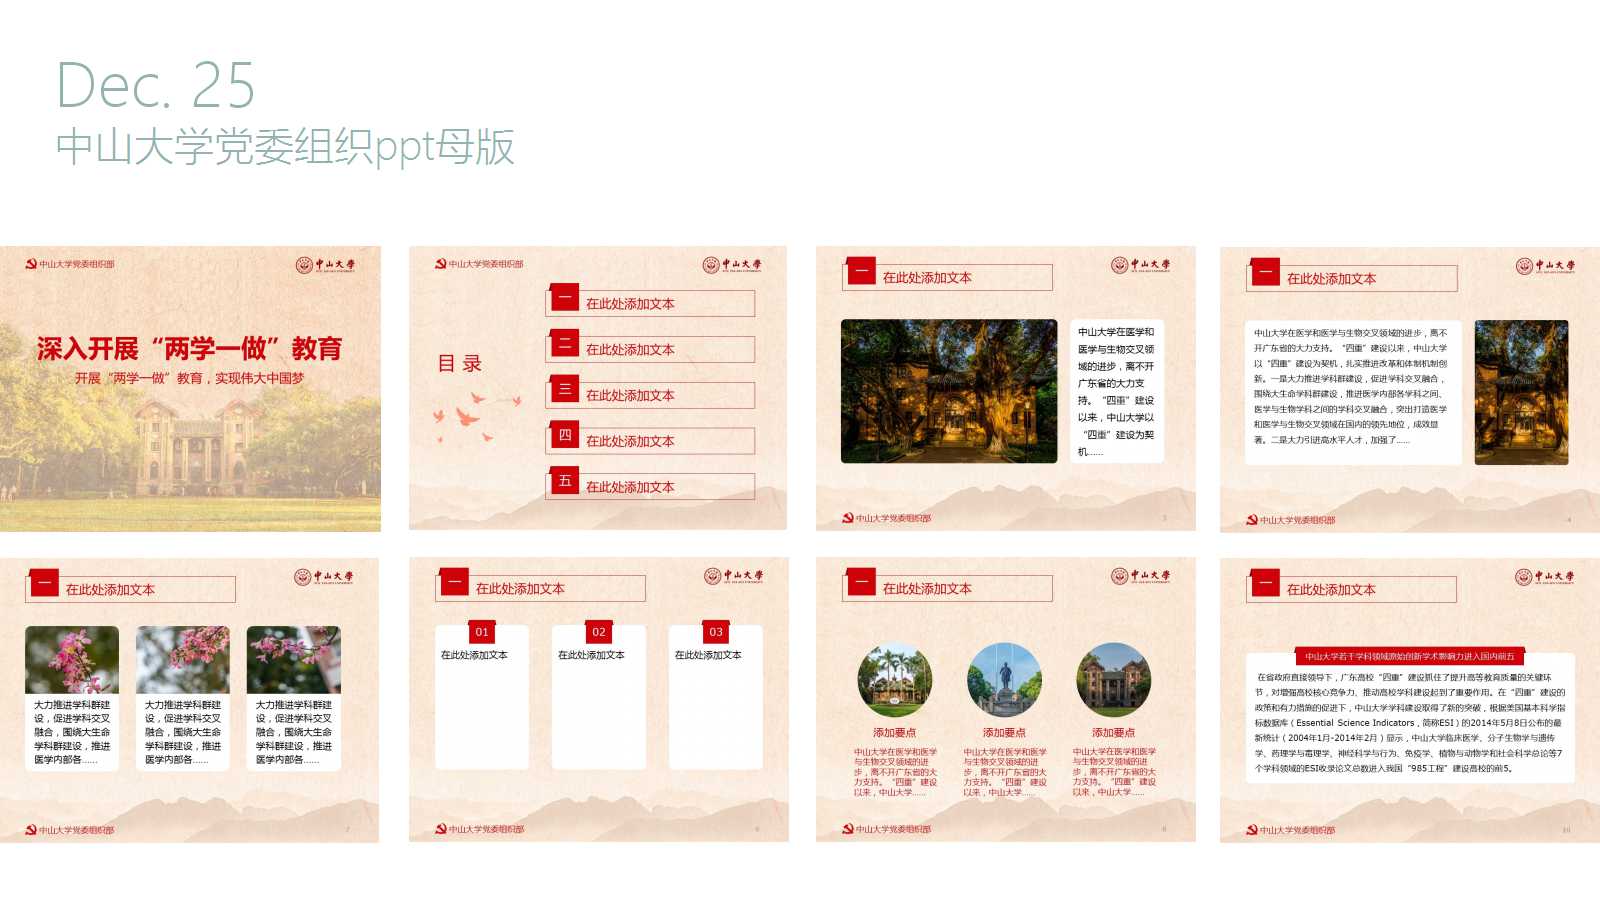 Dec. 25
中山大学党委组织ppt母版
中山大学党委组织部
中山大学
深入开展“两学一做”教育
开展“两学一做”教育，实现伟大中国梦
中山大学党委组织部
中山大学
目录
一
在此处添加文本
二
在此处添加文本
三
在此处添加文本
四
在此处添加文本
五
在此处添加文本
一
在此处添加文本
中山大学
中山大学在医学和
医学与生物交叉领
域的进步，离不开
广东省的大力支
持。“四重”建设
以来，中山大学以
“四重”建设为契
机……
中山大学党委组织部
3
一
在此处添加文本
中山大学
中山大学在医学和医学与生物交叉领域的进步，离不
开广东省的大力支持。“四重”建设以来，中山大学
以“四重”建设为契机，扎实推进改革和体制机制创
新。一是大力推进学科群建设，促进学科交叉融合，
围绕大生命学科群建设，推进医学内部各学科之间、
医学与生物学科之间的学科交叉融合，突出打造医学
和医学与生物交叉领域在国内的领先地位，成效显
著。二是大力引进高水平人才，加强了……
中山大学党委组织部
4
一
在此处添加文本
中山大学
大力推进学科群建
设，促进学科交叉
融合，围绕大生命
学科群建设，推进
医学内部各……
大力推进学科群建
设，促进学科交叉
融合，围绕大生命
学科群建设，推进
医学内部各……
大力推进学科群建
设，促进学科交叉
融合，围绕大生命
学科群建设，推进
医学内部各……
中山大学党委组织部
7
一
在此处添加文本
中山大学
01
在此处添加文本
02
在此处添加文本
03
在此处添加文本
中山大学党委组织部
一
在此处添加文本
中山大学
添加要点
中山大学在医学和医学
与生物交叉领域的进
步，离不开广东省的大
力支持。“四重”建设
以来，中山大学……
添加要点
中山大学在医学和医学
与生物交叉领域的进
步，离不开广东省的大
力支持。“四重”建设
以来，中山大学……
添加要点
中山大学在医学和医学
与生物交叉领域的进
步，离不开广东省的大
力支持。“四重”建设
以来，中山大学……
中山大学党委组织部
一
在此处添加文本
中山大学
中山大学若干学科领域原始创新学术影响力进入国内前五
在省政府直接领导下，广东高校“四重”建设抓住了提升高等教育质量的关键环
节，对增强高校核心竞争力、推动高校学科建设起到了重要作用。在“四重”建设的
政策和有力措施的促进下，中山大学学科建设取得了新的突破，根据美国基本科学指
标数据库（Essential Science Indicators，简称ESI）的2014年5月8日公布的最
新统计（2004年1月-2014年2月）显示，中山大学临床医学、分子生物学与遗传
学、药理学与毒理学、神经科学与行为、免疫学、植物与动物学和社会科学总论等7
个学科领域的ESI收录论文总数进入我国“985工程”建设高校的前5。
中山大学党委组织部
10